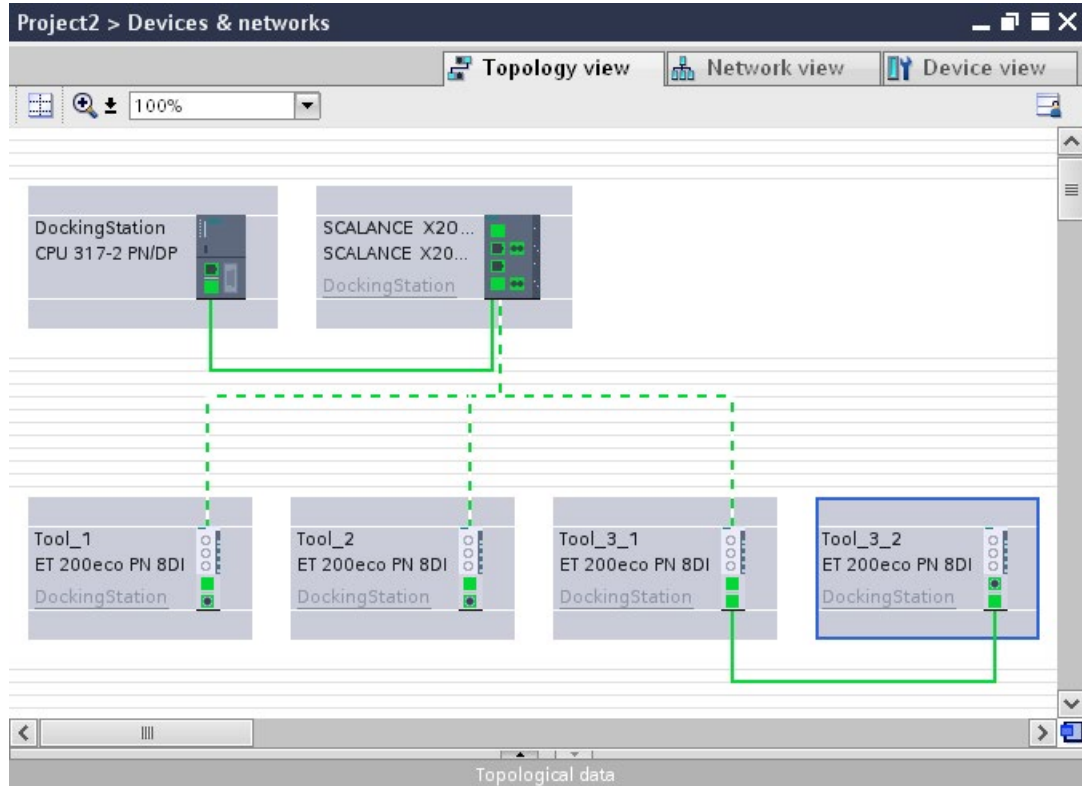 Project2 > Devices & networks
Topology view
Network view
Device view
100%
DockingStation
CPU 317-2 PN/DP
SCALANCE X20...
SCALANCE X20...
DockingStation
Tool_1
ET 200eco PN 8DI
DockingStation
Tool_2
ET 200eco PN 8DI
DockingStation
Tool_3_1
ET 200eco PN 8DI
DockingStation
Tool_3_2
ET 200eco PN 8DI
DockingStation
Topological data